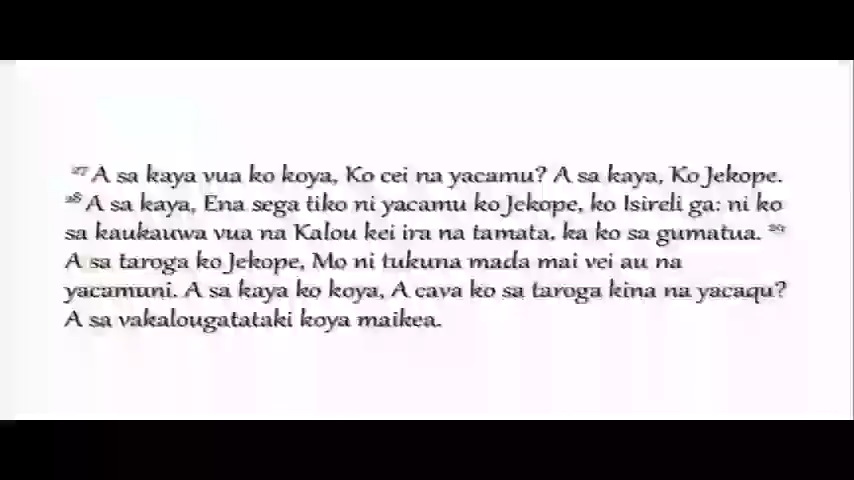 27 A sa kaya vua ko koya, Ko cei na yacamu? A sa kaya, Ko Jekope.
28 A sa kaya, Ena sega tiko ni yacamu ko Jekope, ko Isireli ga: ni ko
sa kaukauwa vua na Kalou kei ira na tamata, ka ko sa gumatua. 29
A sa taroga ko Jekope, Mo ni tukuna mada mai vei au na
yacamuni. A sa kaya ko koya, A cava ko sa taroga kina na yacaqu?
A sa vakalougatataki koya maikea.